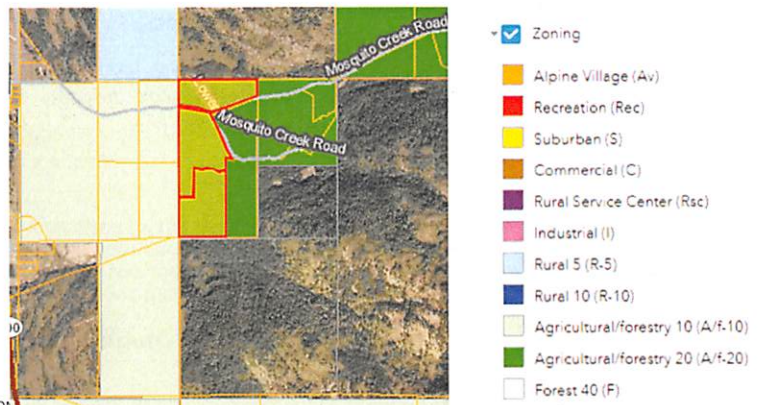 Mosquito Creek Road
Lower
Mosquito Creek Road
Zoning
Alpine Village (Av)
Recreation (Rec)
Suburban (S)
Commercial (C)
Rural Service Center (Rsc)
Industrial (I)
Rural 5 (R-5)
Rural 10 (R-10)
Agricultural/forestry 10 (A/f-10)
Agricultural/forestry 20 (A/f-20)
Forest 40 (F)